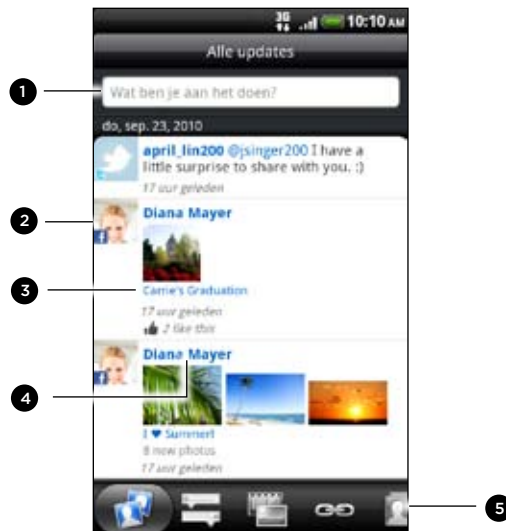 3G 10:10 AM
Alle updates
1
Wat ben je aan het doen?
do, sep. 23, 2010
april_lin200 @jsinger200 I have a
little surprise to share with you. :)
17 uur geleden
2
Diana Mayer
3
Carrie's Graduation
17 uur geleden
2 like this
Diana Mayer
4
I ♥ Summer!
8 new photos
17 uur geleden
5